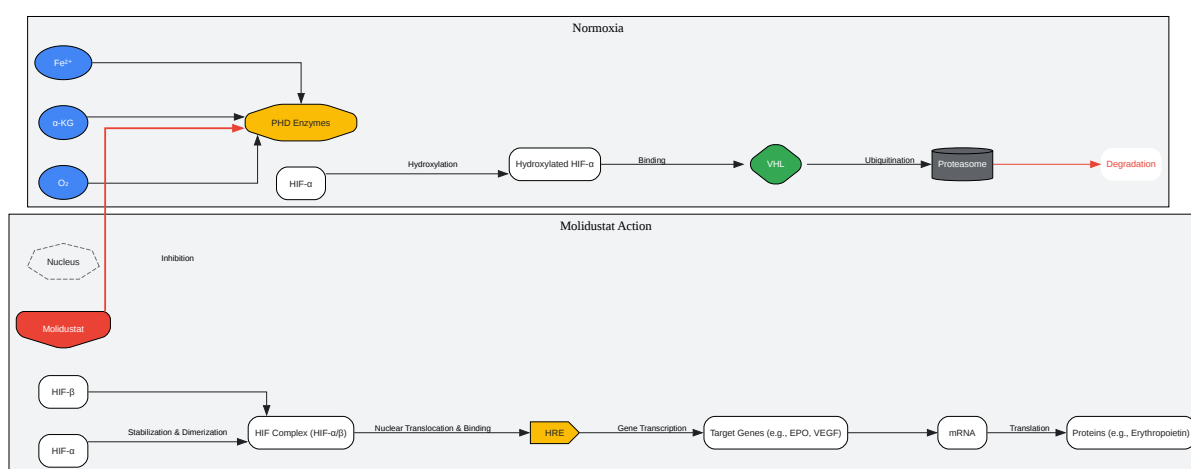 Normoxia
Fe²⁺
α-KG
PHD Enzymes
O₂
HIF-α
Hydroxylation
Hydroxylated HIF-α
Binding
VHL
Ubiquitination
Proteasome
Degradation
Molidustat Action
Nucleus
Inhibition
Molidustat
HIF-β
HIF-α
Stabilization & Dimerization
HIF Complex (HIF-α/β)
Nuclear Translocation & Binding
HRE
Gene Transcription
Target Genes (e.g., EPO, VEGF)
mRNA
Translation
Proteins (e.g., Erythropoietin)